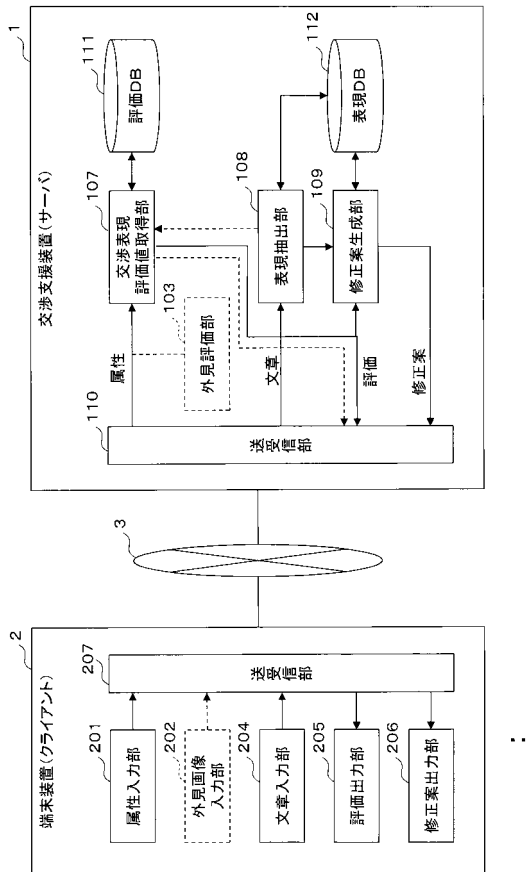 端末装置(クライアント)
2
201
属性入力部
202
外見画像
入力部
204
文章入力部
205
評価出力部
206
修正案出力部
207
送受信部
3
交渉支援装置(サーバ)
1
110
送受信部
属性
103
外見評価部
文章
評価
修正案
107
交渉表現
評価値取得部
108
表現抽出部
109
修正案生成部
111
評価DB
112
表現DB